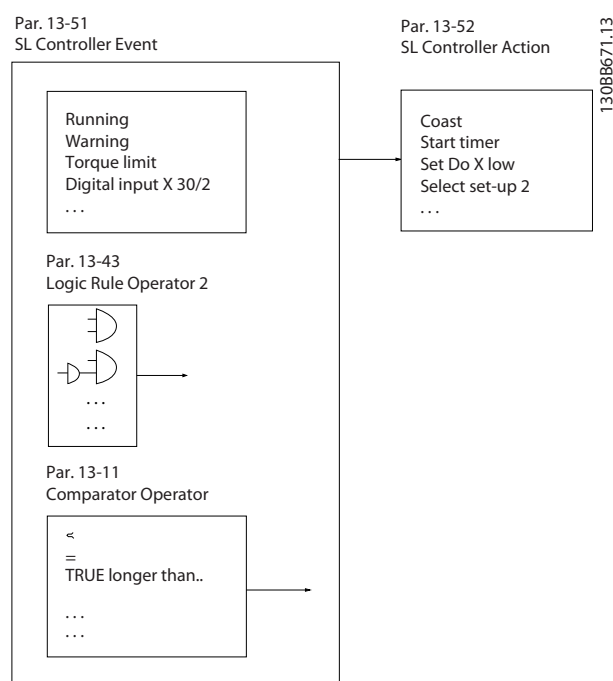 Par. 13-51
SL Controller Event
Par. 13-52
SL Controller Action
130BB671.13
Running
Warning
Torque limit
Digital input X 30/2
. . .
Coast
Start timer
Set Do X low
Select set-up 2
. . .
Par. 13-43
Logic Rule Operator 2
. . .
. . .
Par. 13-11
Comparator Operator
<
=
TRUE longer than..
. . .
. . .